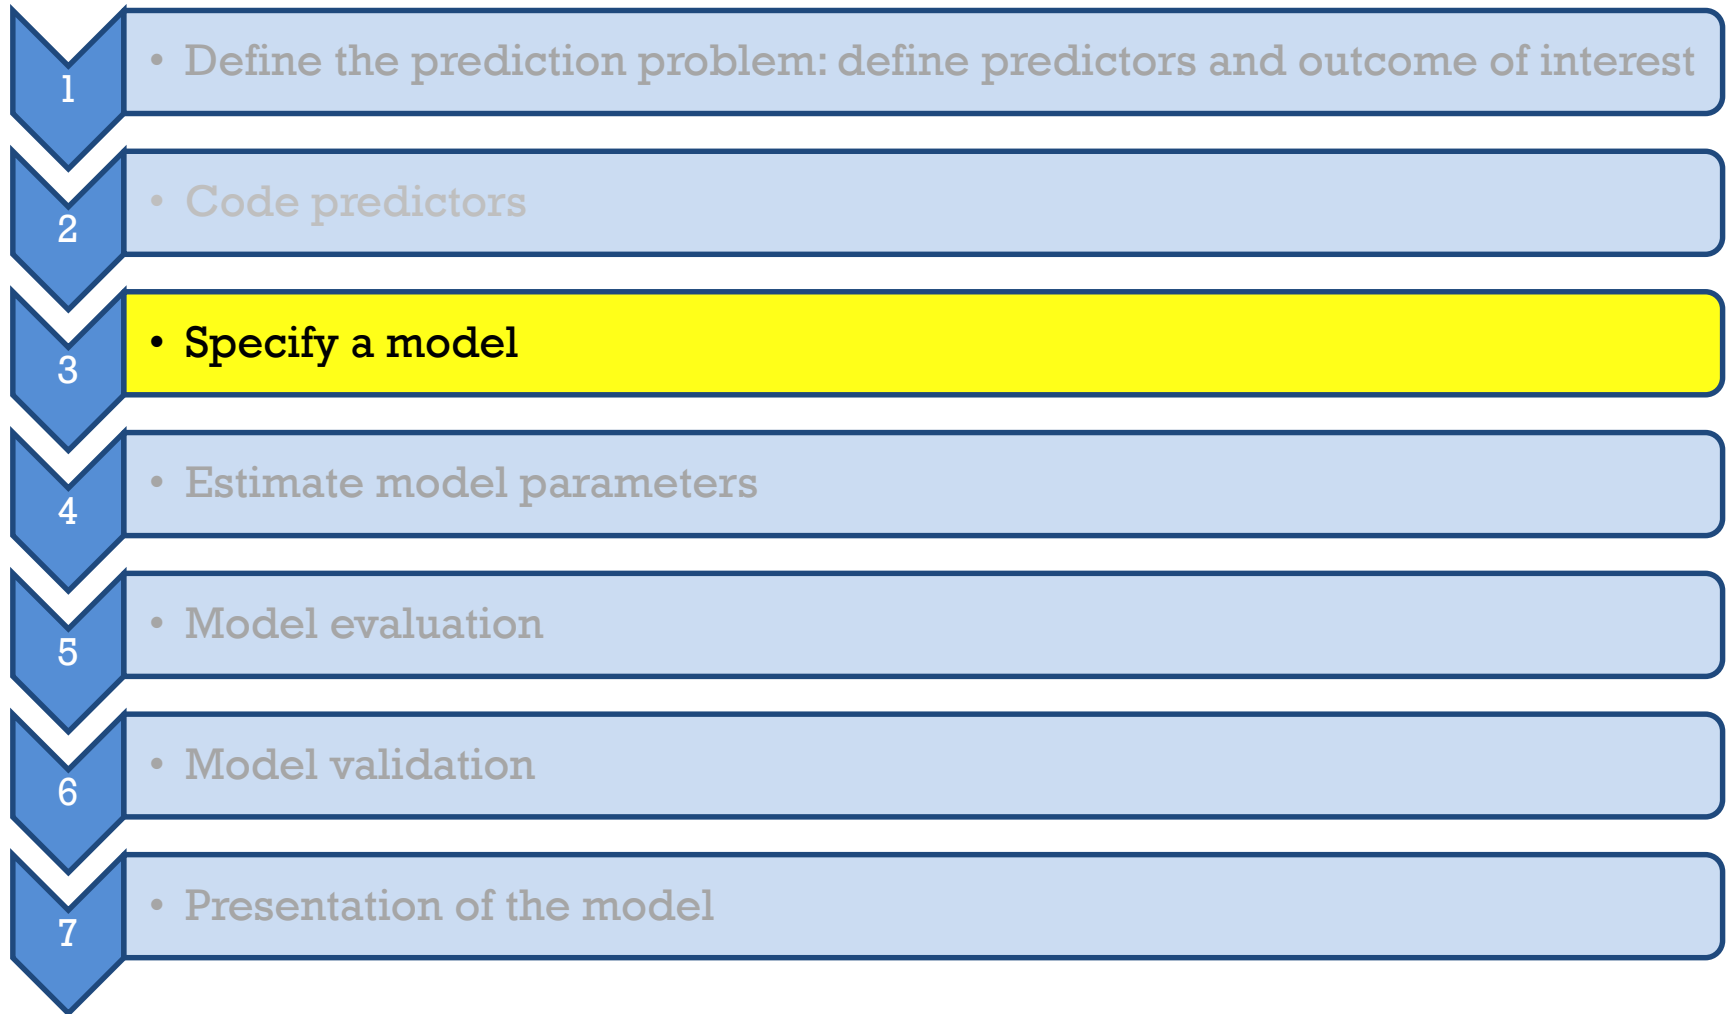 1
• Define the prediction problem: define predictors and outcome of interest
2
• Code predictors
3
• Specify a model
4
• Estimate model parameters
5
• Model evaluation
6
• Model validation
7
• Presentation of the model